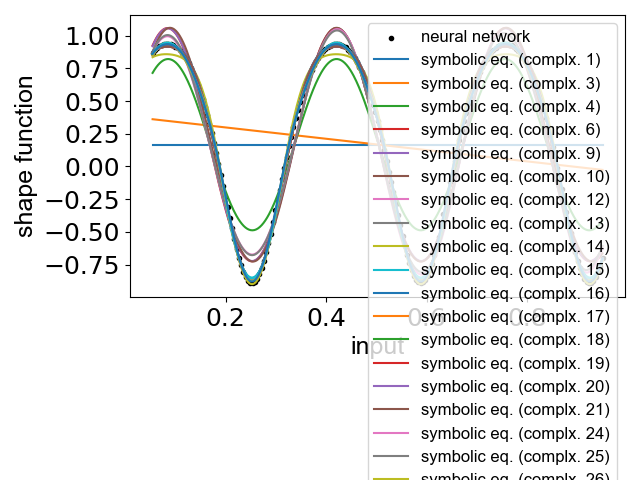 1.00
0.75
0.50
0.25
0.00
−0.25
−0.50
−0.75
shape function
0.2
0.4
0.6
0.8
input
neural network
symbolic eq. (complx. 1)
symbolic eq. (complx. 3)
symbolic eq. (complx. 4)
symbolic eq. (complx. 6)
symbolic eq. (complx. 9)
symbolic eq. (complx. 10)
symbolic eq. (complx. 12)
symbolic eq. (complx. 13)
symbolic eq. (complx. 14)
symbolic eq. (complx. 15)
symbolic eq. (complx. 16)
symbolic eq. (complx. 17)
symbolic eq. (complx. 18)
symbolic eq. (complx. 19)
symbolic eq. (complx. 20)
symbolic eq. (complx. 21)
symbolic eq. (complx. 24)
symbolic eq. (complx. 25)
symbolic eq. (complx. 26)